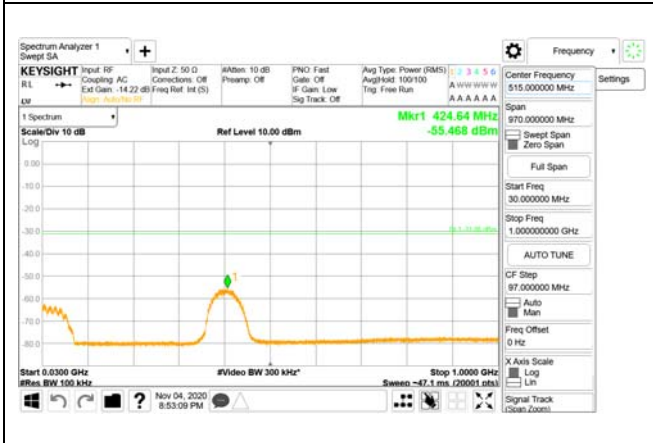 Spectrum Analyzer 1
Swept SA
+
Frequency
KEYSIGHT
RL
Input: RF
Coupling: AC
Ext Gain: -14.22 dB
Align: Auto/No RF
Input Z: 50 Ω
Corrections: Off
Freq Ref: Int (S)
#Atten: 10 dB
Preamp: Off
PNO: Fast
Gate: Off
IF Gain: Low
Sig Track: Off
Avg Type: Power (RMS)
Avg|Hold: 100/100
Trig: Free Run
1 2 3 4 5 6
A W W W W W
A A A A A A
1 Spectrum
Scale/Div 10 dB
Ref Level 10.00 dBm
Mkr1 424.64 MHz
-55.468 dBm
Log
0.00
-10.0
-20.0
-30.0
-40.0
-50.0
-60.0
-70.0
-80.0
1
Start 0.0300 GHz
#Res BW 100 kHz
#Video BW 300 kHz*
Stop 1.0000 GHz
Sweep ~47.1 ms (20001 pts)
Nov 04, 2020
8:53:09 PM
Center Frequency
515.000000 MHz
Settings
Span
970.000000 MHz
Swept Span
Zero Span
Full Span
Start Freq
30.000000 MHz
Stop Freq
1.000000000 GHz
AUTO TUNE
CF Step
97.000000 MHz
Auto
Man
Freq Offset
0 Hz
X Axis Scale
Log
Lin
Signal Track
(Span Zoom)